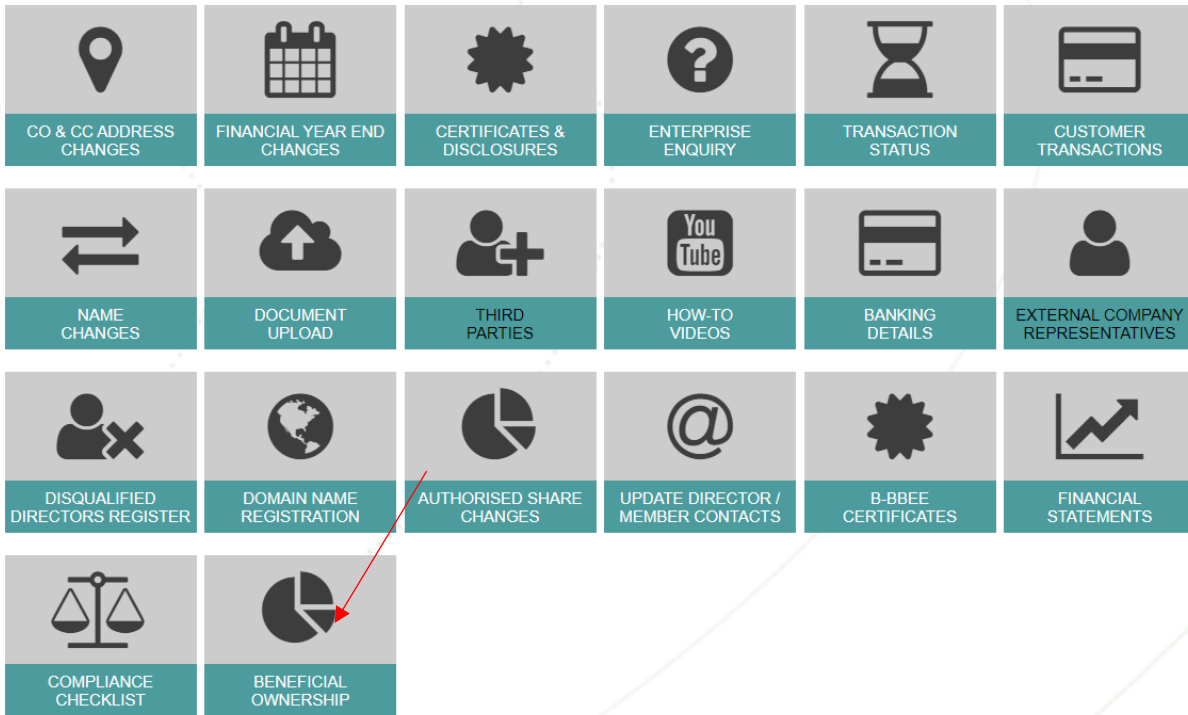 CO & CC ADDRESS
CHANGES
FINANCIAL YEAR END
CHANGES
CERTIFICATES &
DISCLOSURES
ENTERPRISE
ENQUIRY
TRANSACTION
STATUS
CUSTOMER
TRANSACTIONS
NAME
CHANGES
DOCUMENT
UPLOAD
THIRD
PARTIES
You
Tube
HOW-TO
VIDEOS
BANKING
DETAILS
EXTERNAL COMPANY
REPRESENTATIVES
DISQUALIFIED
DIRECTORS REGISTER
DOMAIN NAME
REGISTRATION
AUTHORISED SHARE
CHANGES
@
UPDATE DIRECTOR /
MEMBER CONTACTS
B-BBEE
CERTIFICATES
FINANCIAL
STATEMENTS
COMPLIANCE
CHECKLIST
BENEFICIAL
OWNERSHIP